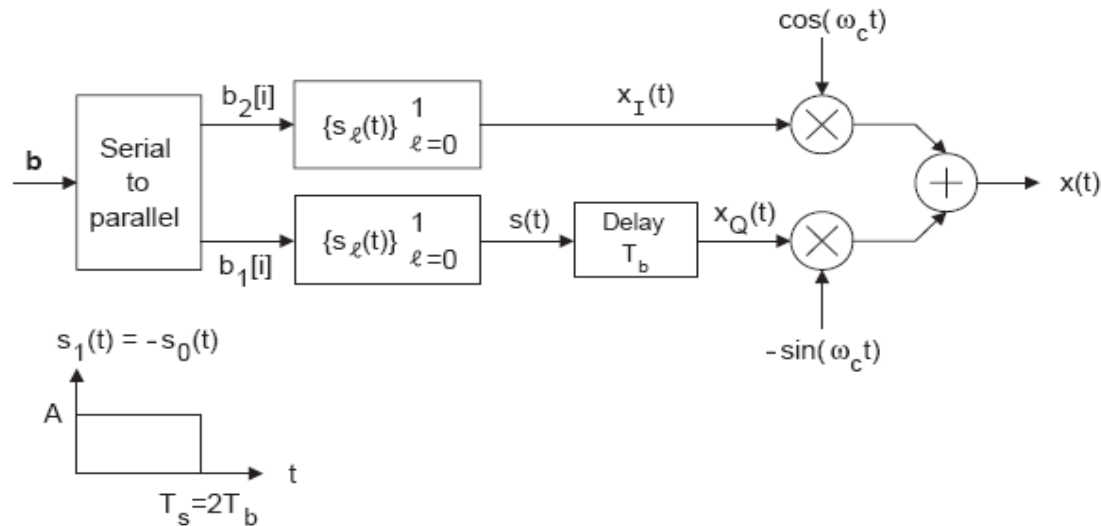 cos(ω_c t)
b_2[i]
{s_ℓ(t)} 1 ℓ=0
x_I(t)
b
Serial
to
parallel
x(t)
b_1[i]
{s_ℓ(t)} 1 ℓ=0
s(t)
Delay
T_b
x_Q(t)
-sin(ω_c t)
s_1(t) = -s_0(t)
A
t
T_s=2T_b